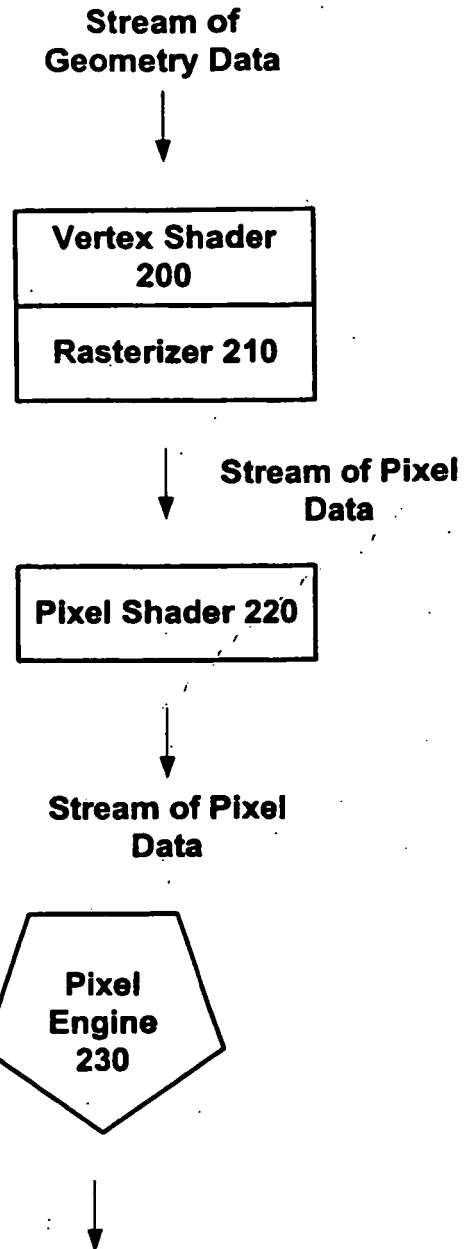 Stream of
Geometry Data
Vertex Shader
200
Rasterizer 210
Stream of Pixel
Data
Pixel Shader 220
Stream of Pixel
Data
Pixel
Engine
230